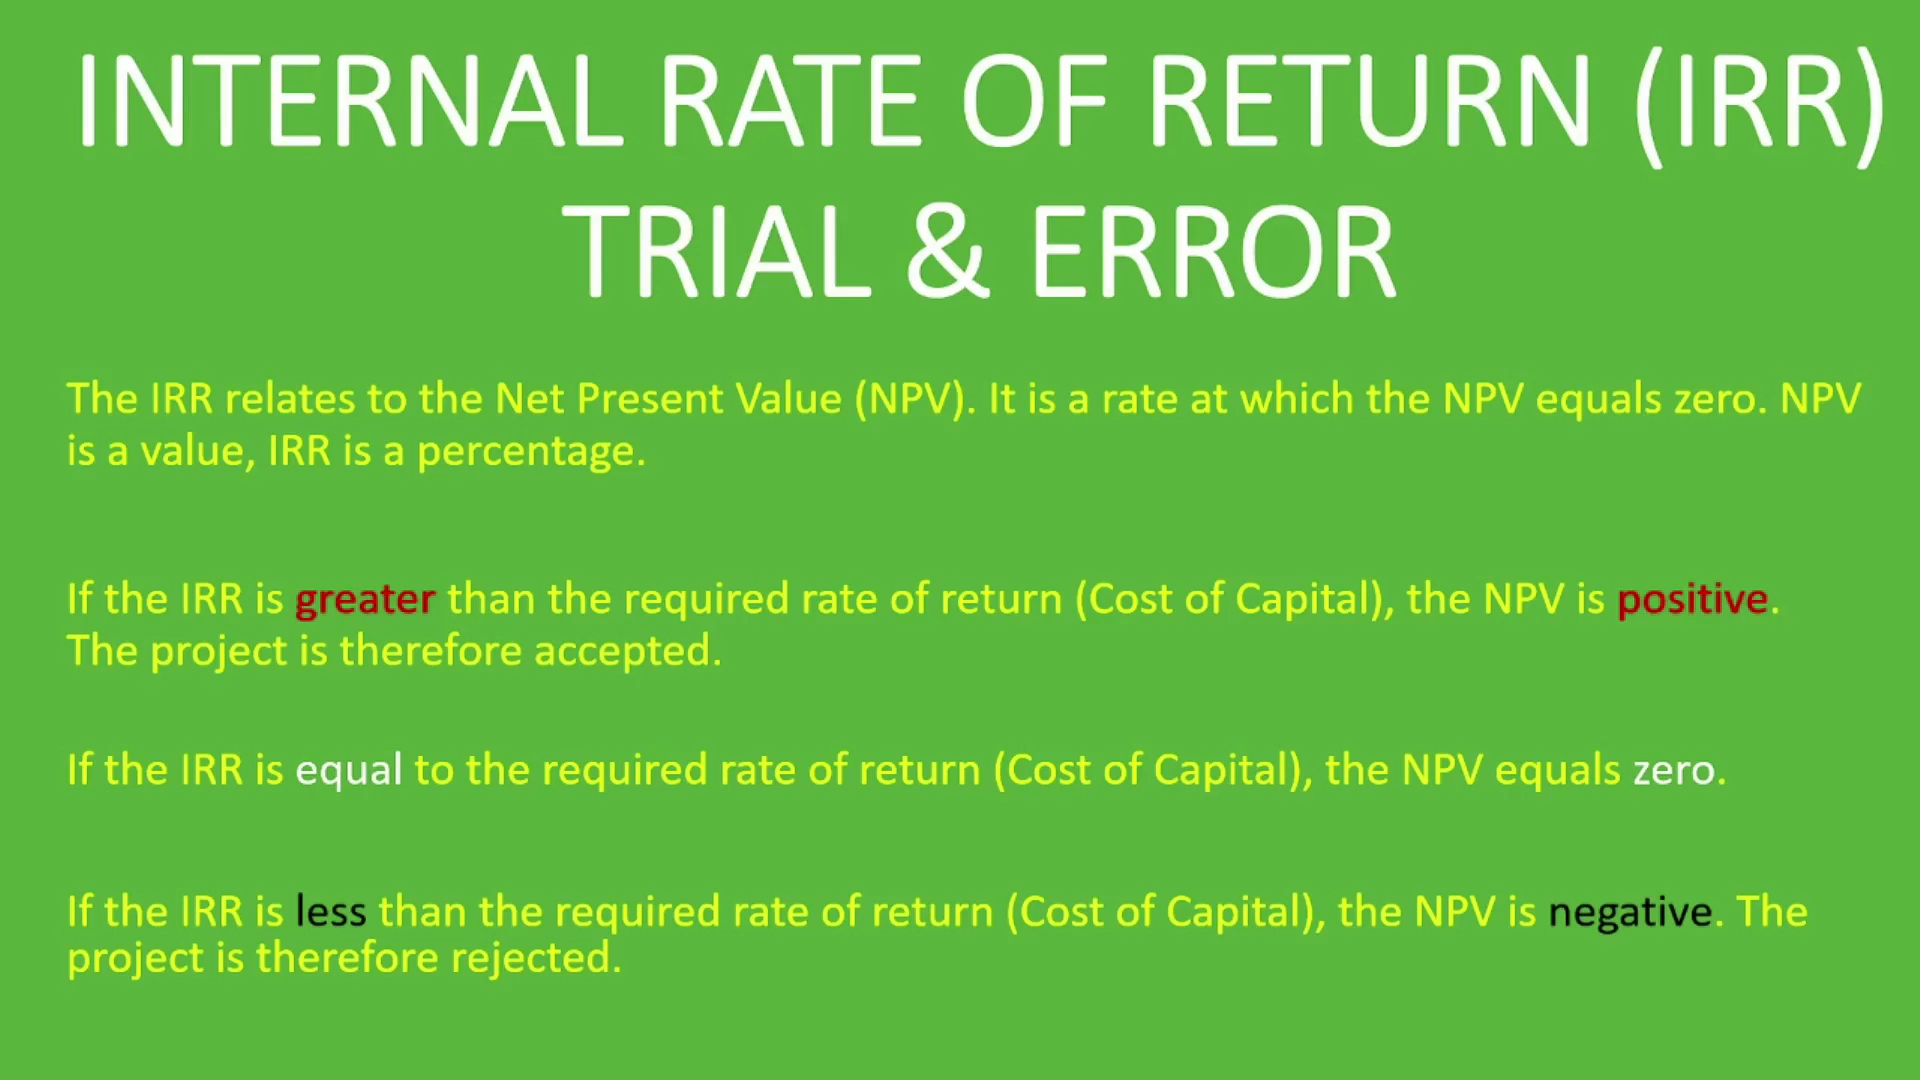 INTERNAL RATE OF RETURN (IRR)
TRIAL & ERROR
The IRR relates to the Net Present Value (NPV). It is a rate at which the NPV equals zero. NPV
is a value, IRR is a percentage.
If the IRR is greater than the required rate of return (Cost of Capital), the NPV is positive.
The project is therefore accepted.
If the IRR is equal to the required rate of return (Cost of Capital), the NPV equals zero.
If the IRR is less than the required rate of return (Cost of Capital), the NPV is negative. The
project is therefore rejected.